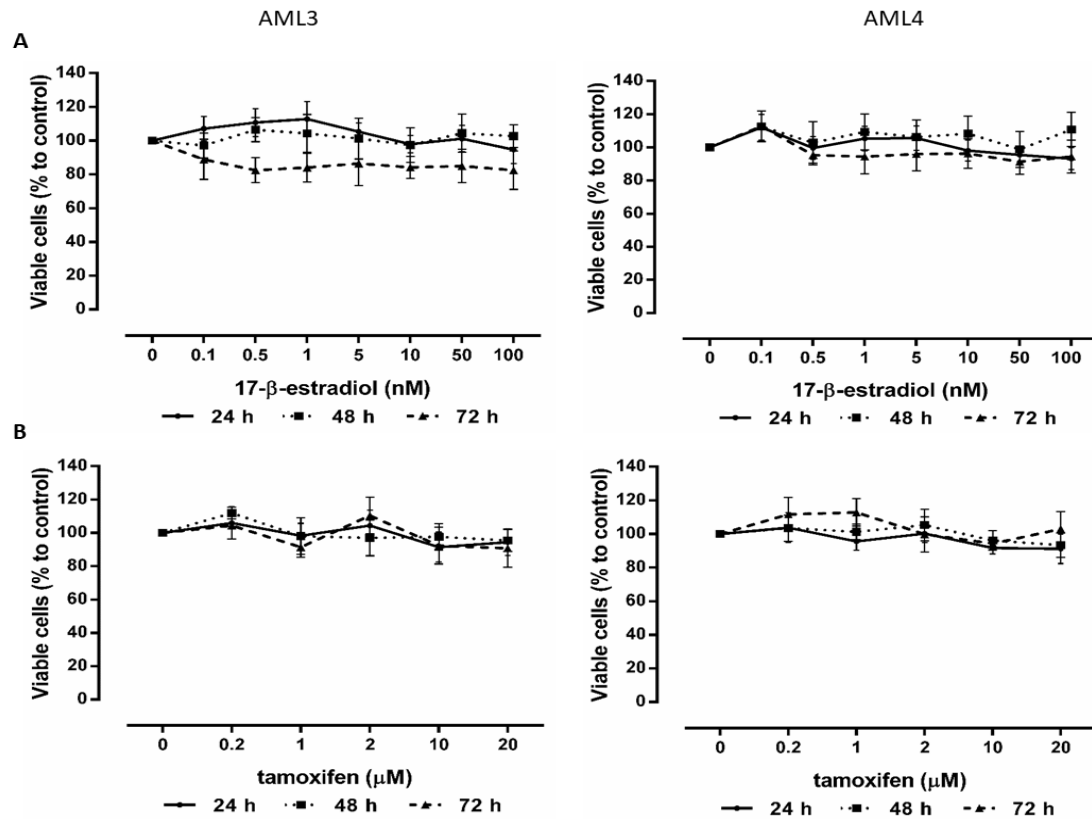 AML3
AML4
A
Viable cells (% to control)
140
120
100
80
60
40
20
0
0 0.1 0.5 1 5 10 50 100
17-β-estradiol (nM)
24 h 48 h 72 h
Viable cells (% to control)
140
120
100
80
60
40
20
0
0 0.1 0.5 1 5 10 50 100
17-β-estradiol (nM)
24 h 48 h 72 h
B
Viable cells (% to control)
140
120
100
80
60
40
20
0
0 0.2 1 2 10 20
tamoxifen (μM)
24 h 48 h 72 h
Viable cells (% to control)
140
120
100
80
60
40
20
0
0 0.2 1 2 10 20
tamoxifen (μM)
24 h 48 h 72 h